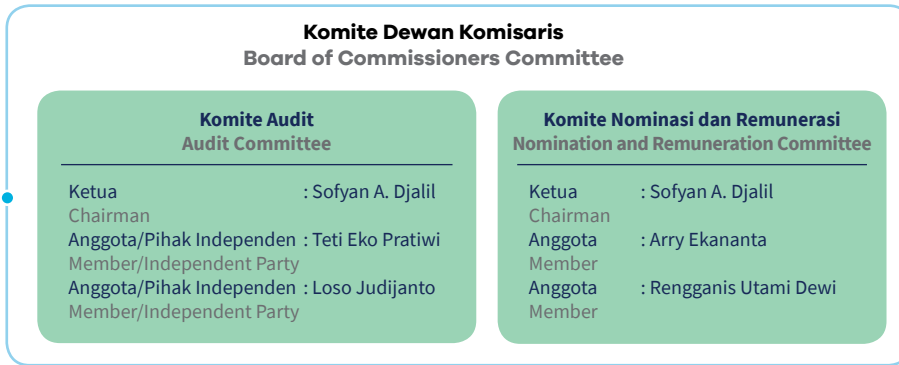 Komite Dewan Komisaris
Board of Commissioners Committee
Komite Audit
Audit Committee
Ketua : Sofyan A. Djalil
Chairman
Anggota/Pihak Independen : Teti Eko Pratiwi
Member/Independent Party
Anggota/Pihak Independen : Loso Judijanto
Member/Independent Party
Komite Nominasi dan Remunerasi
Nomination and Remuneration Committee
Ketua : Sofyan A. Djalil
Chairman
Anggota : Arry Ekananta
Member
Anggota : Rengganis Utami Dewi
Member